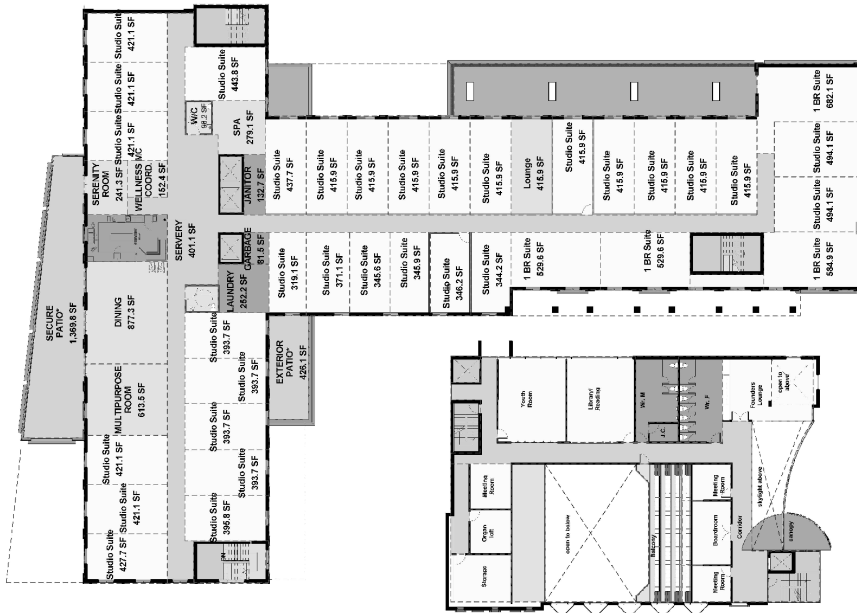 Studio Suite
421.1 SF
Studio Suite
421.1 SF
Studio Suite
421.1 SF
SERENITY
ROOM
241.3 SF
WELLNESS MC
COORD.
152.4 SF
SECURE
PATIO*
1,369.8 SF
DINING
877.3 SF
MULTIPURPOSE
ROOM
613.5 SF
Studio Suite
421.1 SF
Studio Suite
421.1 SF
Studio Suite
427.7 SF
SERVERY
401.1 SF
Studio Suite
443.8 SF
W/C
SPA
279.1 SF
JANITOR
132.7 SF
GARBAGE
81.5 SF
LAUNDRY
252.2 SF
Studio Suite
393.7 SF
Studio Suite
393.7 SF
Studio Suite
393.7 SF
Studio Suite
393.7 SF
Studio Suite
395.8 SF
EXTERIOR
PATIO*
426.1 SF
Studio Suite
437.7 SF
Studio Suite
415.9 SF
Studio Suite
415.9 SF
Studio Suite
415.9 SF
Studio Suite
415.9 SF
Studio Suite
415.9 SF
Lounge
415.9 SF
Studio Suite
415.9 SF
Studio Suite
415.9 SF
Studio Suite
415.9 SF
Studio Suite
415.9 SF
Studio Suite
415.9 SF
1 BR Suite
682.1 SF
Studio Suite
494.1 SF
Studio Suite
494.1 SF
1 BR Suite
584.9 SF
Studio Suite
319.1 SF
Studio Suite
371.1 SF
Studio Suite
345.6 SF
Studio Suite
345.9 SF
Studio Suite
346.2 SF
Studio Suite
344.2 SF
1 BR Suite
529.6 SF
1 BR Suite
529.6 SF
Youth
Room
Library/
Reading
Wr. M
J.C.
Wr. F
Founders
Lounge
open to
above
Meeting
Room
Organ
loft
Storage
open to below
Balcony
Meeting
Room
Boardroom
Meeting
Room
Corridor
skylight above
canopy